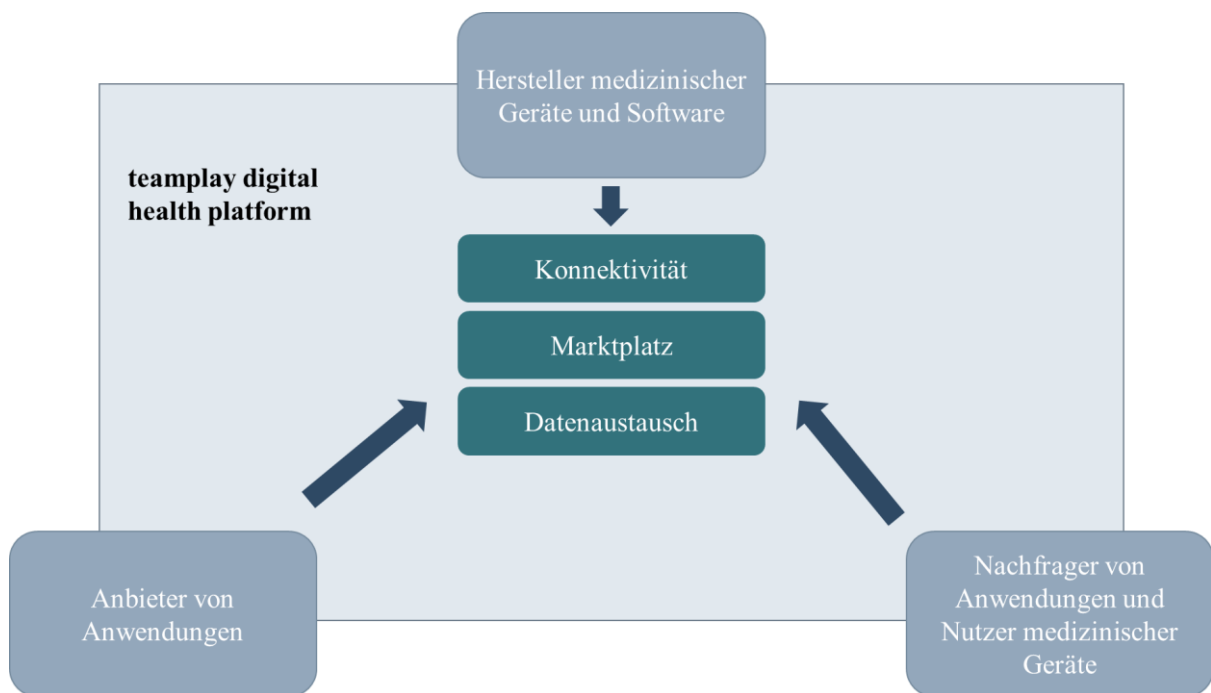 Hersteller medizinischer
Geräte und Software
teamplay digital
health platform
Konnektivität
Marktplatz
Datenaustausch
Anbieter von
Anwendungen
Nachfrager von
Anwendungen und
Nutzer medizinischer
Geräte